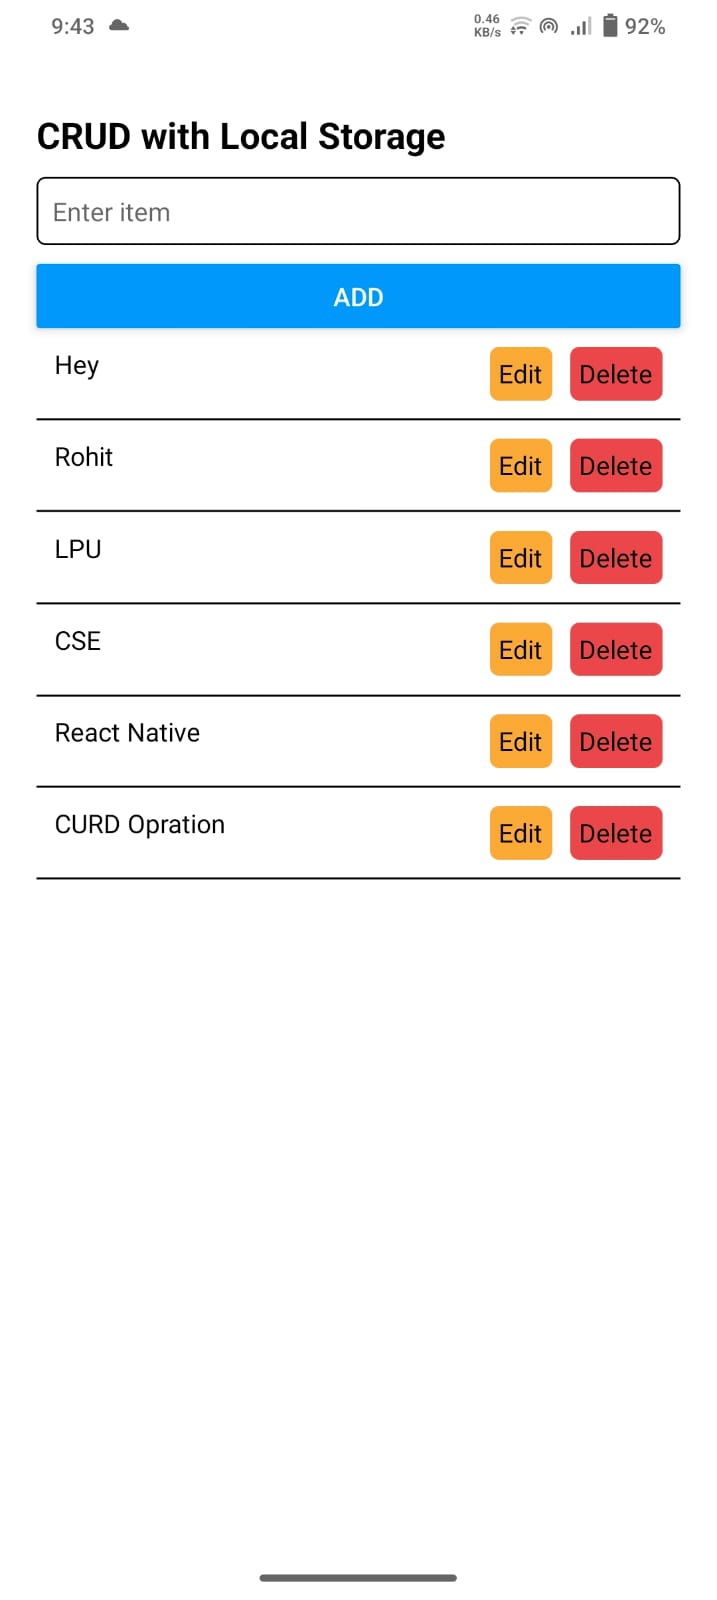 9:43 0.46 KB/s 92%
CRUD with Local Storage
Enter item
ADD
Hey Edit Delete
Rohit Edit Delete
LPU Edit Delete
CSE Edit Delete
React Native Edit Delete
CURD Opration Edit Delete